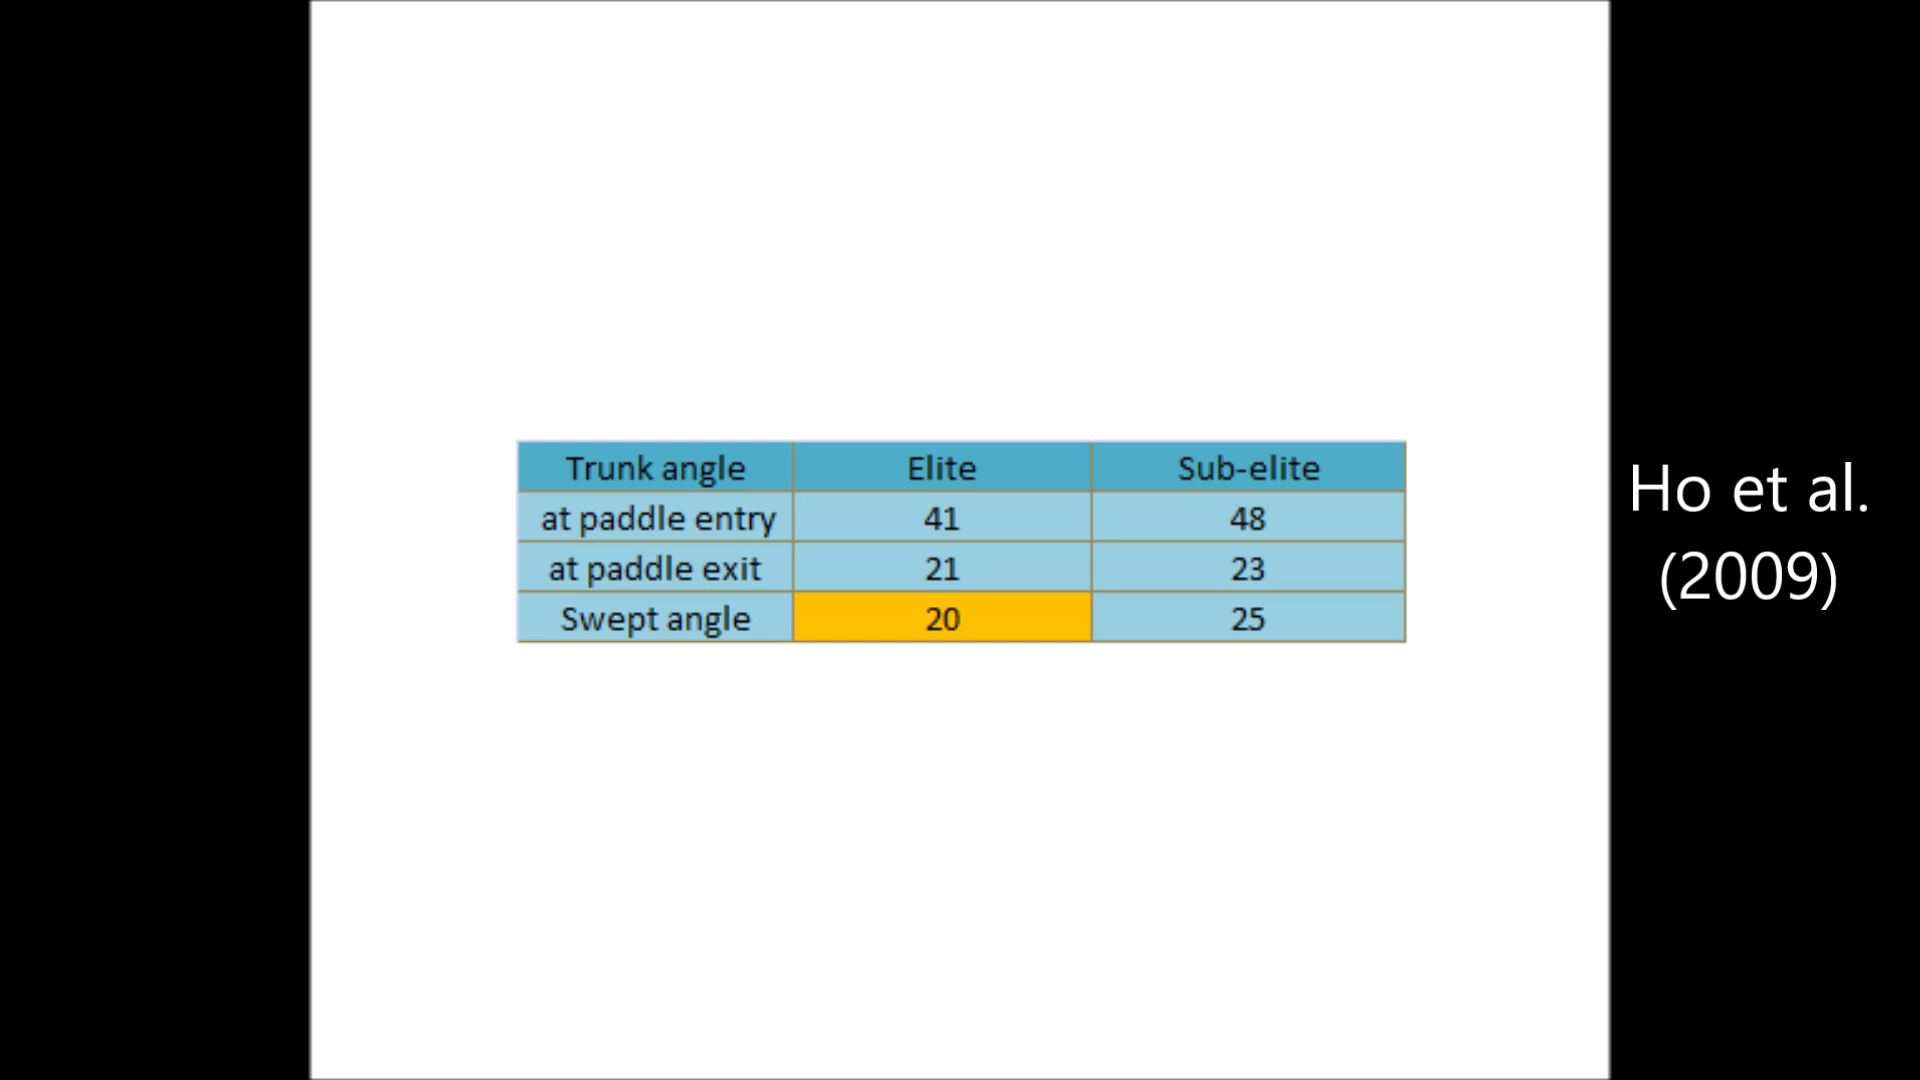 Trunk angle Elite Sub-elite
at paddle entry 41 48
at paddle exit 21 23
Swept angle 20 25
Ho et al.
(2009)